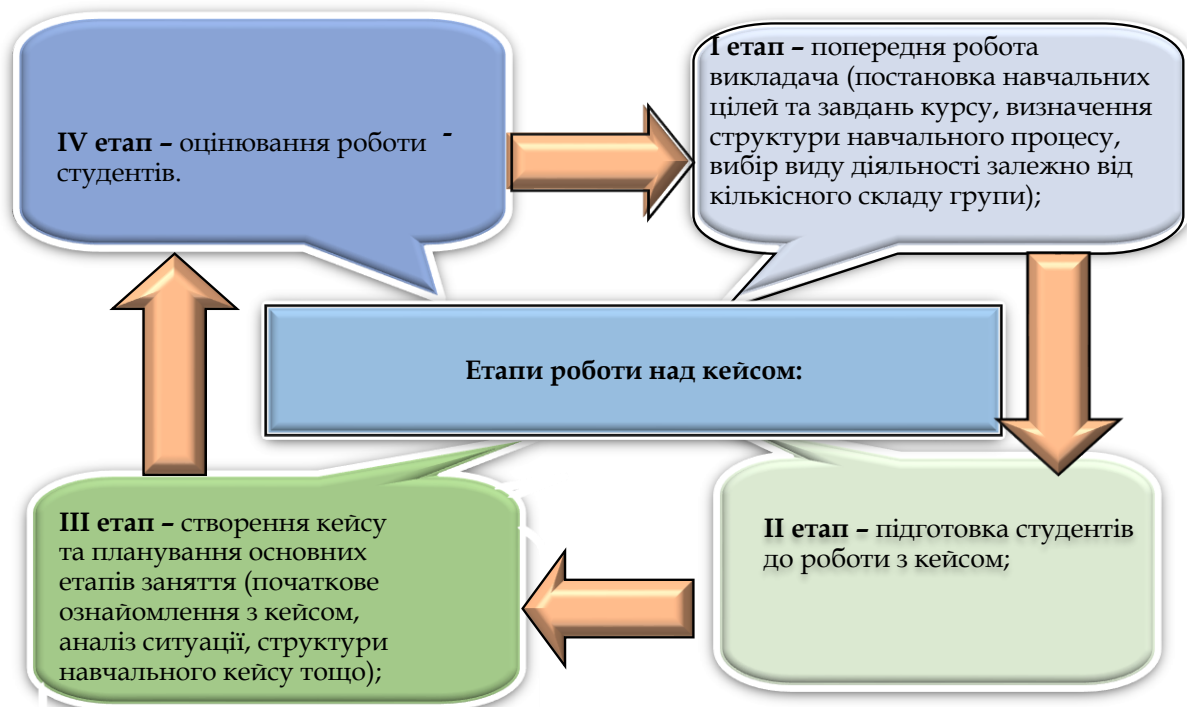 І етап – попередня робота
викладача (постановка навчальних
цілей та завдань курсу, визначення
структури навчального процесу,
вибір виду діяльності залежно від
кількісного складу групи);
IV етап – оцінювання роботи -
студентів.
Етапи роботи над кейсом:
ІІ етап – підготовка студентів
до роботи з кейсом;
ІІІ етап – створення кейсу
та планування основних
етапів заняття (початкове
ознайомлення з кейсом,
аналіз ситуації, структури
навчального кейсу тощо);